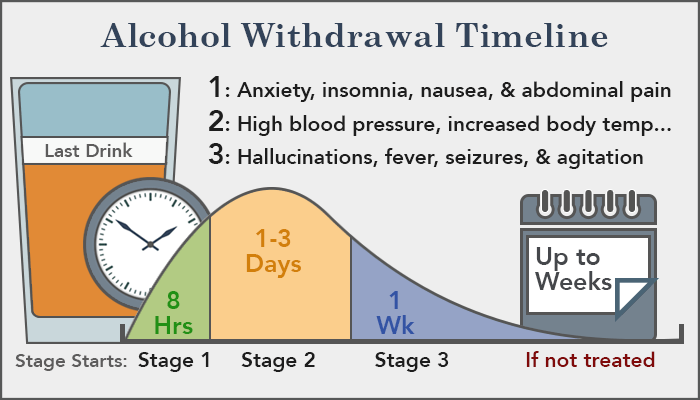 Alcohol Withdrawal Timeline
1: Anxiety, insomnia, nausea, & abdominal pain
2: High blood pressure, increased body temp...
3: Hallucinations, fever, seizures, & agitation
Last Drink
8
Hrs
1-3
Days
1
Wk
Up to
Weeks
Stage Starts: Stage 1 Stage 2 Stage 3 If not treated